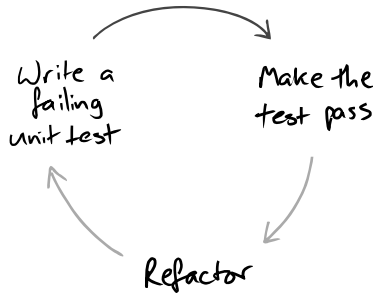 Write a
failing
unit test
Make the
test pass
Refactor